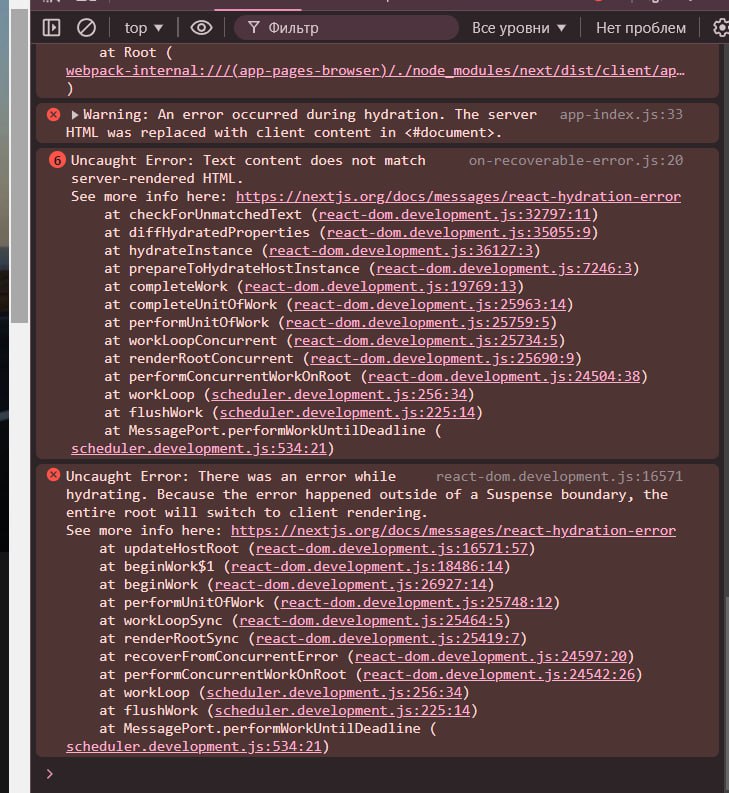 top ▼ Фильтр Все уровни ▼ Нет проблем
at Root (
webpack-internal:///(app-pages-browser)/./node_modules/next/dist/client/ap…
)
▶Warning: An error occurred during hydration. The server app-index.js:33
HTML was replaced with client content in <#document>.
6 Uncaught Error: Text content does not match on-recoverable-error.js:20
server-rendered HTML.
See more info here: https://nextjs.org/docs/messages/react-hydration-error
at checkForUnmatchedText (react-dom.development.js:32797:11)
at diffHydratedProperties (react-dom.development.js:35055:9)
at hydrateInstance (react-dom.development.js:36127:3)
at prepareToHydrateHostInstance (react-dom.development.js:7246:3)
at completeWork (react-dom.development.js:19769:13)
at completeUnitOfWork (react-dom.development.js:25963:14)
at performUnitOfWork (react-dom.development.js:25759:5)
at workLoopConcurrent (react-dom.development.js:25734:5)
at renderRootConcurrent (react-dom.development.js:25690:9)
at performConcurrentWorkOnRoot (react-dom.development.js:24504:38)
at workLoop (scheduler.development.js:256:34)
at flushWork (scheduler.development.js:225:14)
at MessagePort.performWorkUntilDeadline (
scheduler.development.js:534:21)
Uncaught Error: There was an error while react-dom.development.js:16571
hydrating. Because the error happened outside of a Suspense boundary, the
entire root will switch to client rendering.
See more info here: https://nextjs.org/docs/messages/react-hydration-error
at updateHostRoot (react-dom.development.js:16571:57)
at beginWork$1 (react-dom.development.js:18486:14)
at beginWork (react-dom.development.js:26927:14)
at performUnitOfWork (react-dom.development.js:25748:12)
at workLoopSync (react-dom.development.js:25464:5)
at renderRootSync (react-dom.development.js:25419:7)
at recoverFromConcurrentError (react-dom.development.js:24597:20)
at performConcurrentWorkOnRoot (react-dom.development.js:24542:26)
at workLoop (scheduler.development.js:256:34)
at flushWork (scheduler.development.js:225:14)
at MessagePort.performWorkUntilDeadline (
scheduler.development.js:534:21)